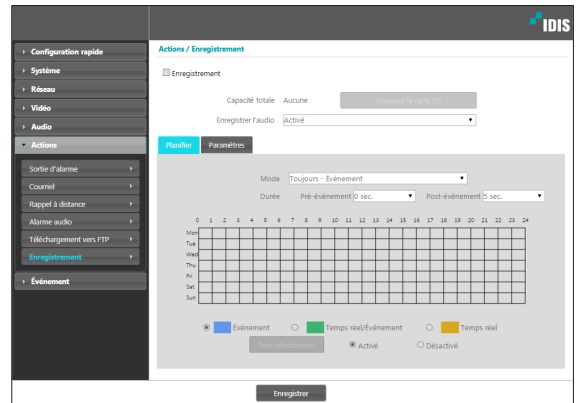 IDIS
Configuration rapide
Système
Réseau
Vidéo
Audio
Actions
Sortie d'alarme
Courriel
Rappel à distance
Alarme audio
Téléchargement vers FTP
Enregistrement
Événement
Actions / Enregistrement
Enregistrement
Capacité totale Aucune Formater la carte SD
Enregistrer l'audio Activé
Planifier Paramètres
Mode Toujours - Événement
Durée Pré-événement 0 sec. Post-événement 5 sec.
0 1 2 3 4 5 6 7 8 9 10 11 12 13 14 15 16 17 18 19 20 21 22 23 24
Mon
Tue
Wed
Thu
Fri
Sat
Sun
Événement Temps réel/Événement Temps réel
Tout sélectionner Activé Désactivé
Enregistrer